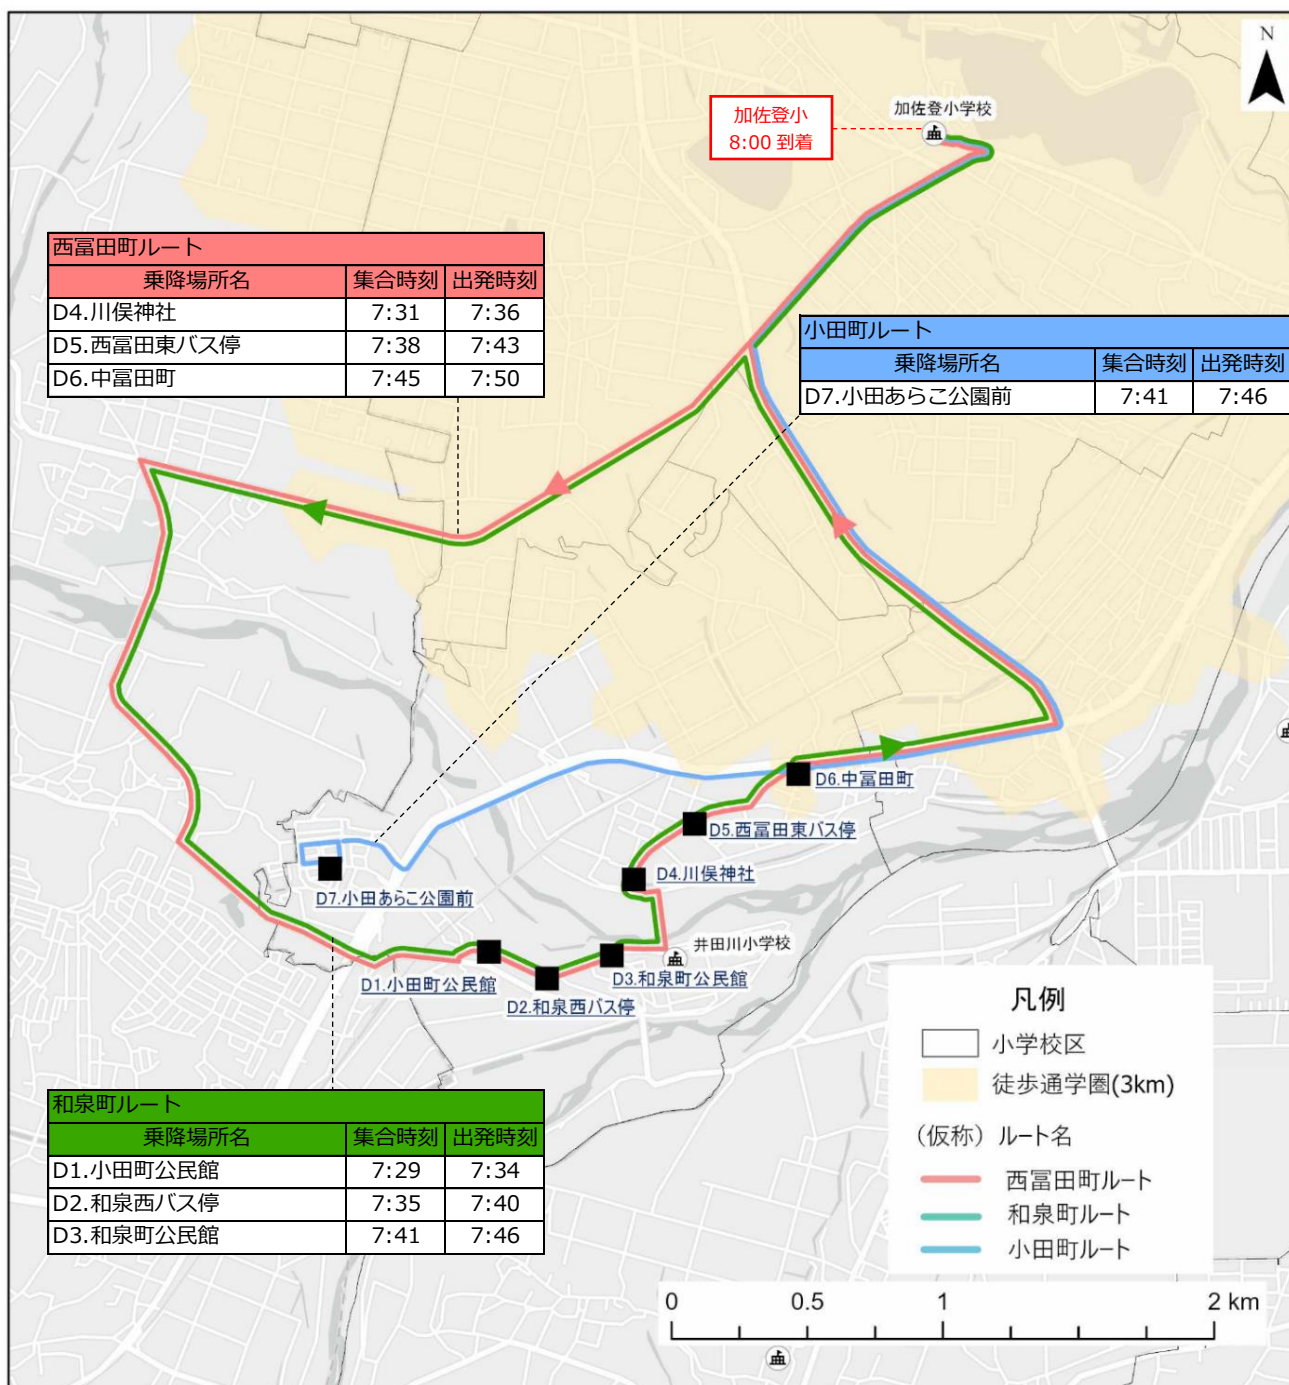 N
加佐登小学校
加佐登小
8:00 到着
西冨田町ルート
乗降場所名 集合時刻 出発時刻
D4.川俣神社 7:31 7:36
D5.西冨田東バス停 7:38 7:43
D6.中冨田町 7:45 7:50
小田町ルート
乗降場所名 集合時刻 出発時刻
D7.小田あらこ公園前 7:41 7:46
D6.中冨田町
D5.西冨田東バス停
D4.川俣神社
D7.小田あらこ公園前
井田川小学校
D3.和泉町公民館
D1.小田町公民館
D2.和泉西バス停
和泉町ルート
乗降場所名 集合時刻 出発時刻
D1.小田町公民館 7:29 7:34
D2.和泉西バス停 7:35 7:40
D3.和泉町公民館 7:41 7:46
凡例
小学校区
徒歩通学圏(3km)
（仮称）ルート名
西冨田町ルート
和泉町ルート
小田町ルート
0 0.5 1 2 km